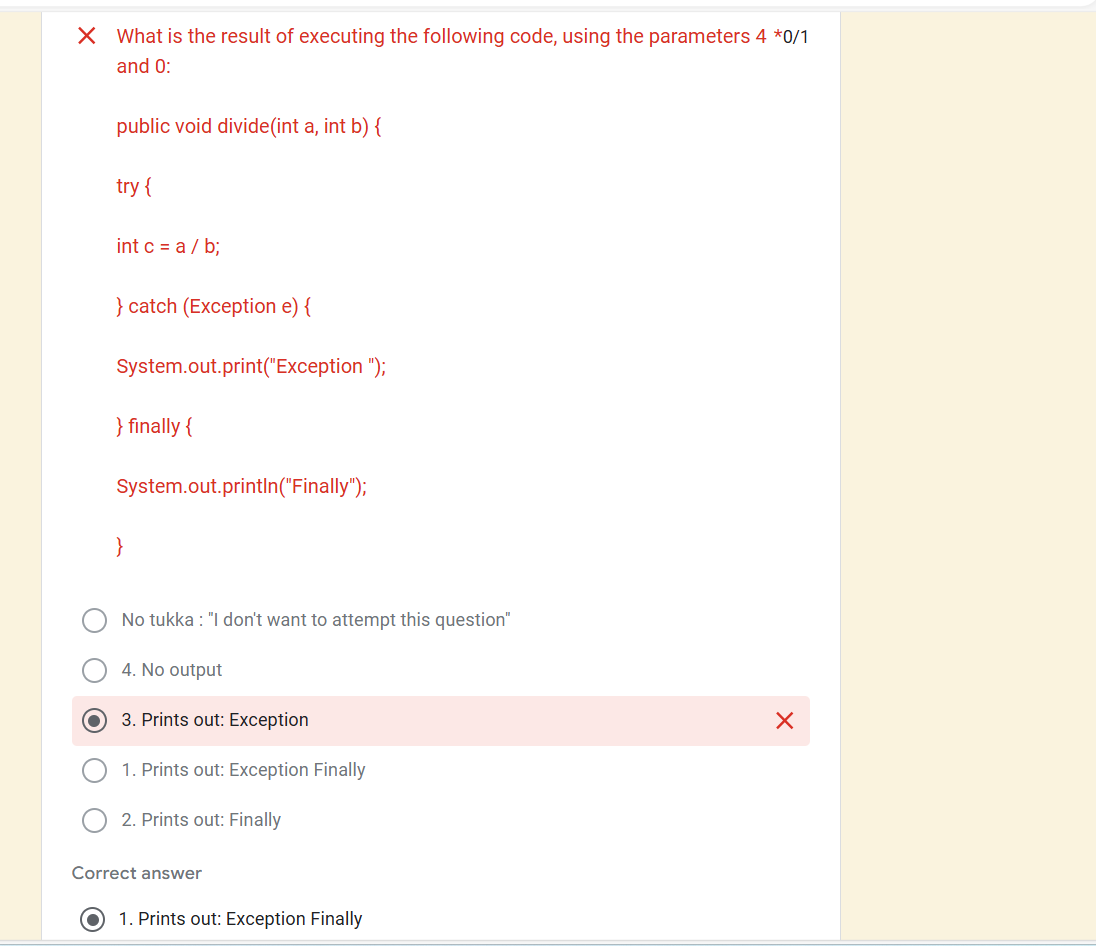 What is the result of executing the following code, using the parameters 4 *0/1
and 0:
public void divide(int a, int b) {
try {
int c = a / b;
} catch (Exception e) {
System.out.print("Exception ");
} finally {
System.out.println("Finally");
}
No tukka : "I don't want to attempt this question"
4. No output
3. Prints out: Exception
1. Prints out: Exception Finally
2. Prints out: Finally
Correct answer
1. Prints out: Exception Finally